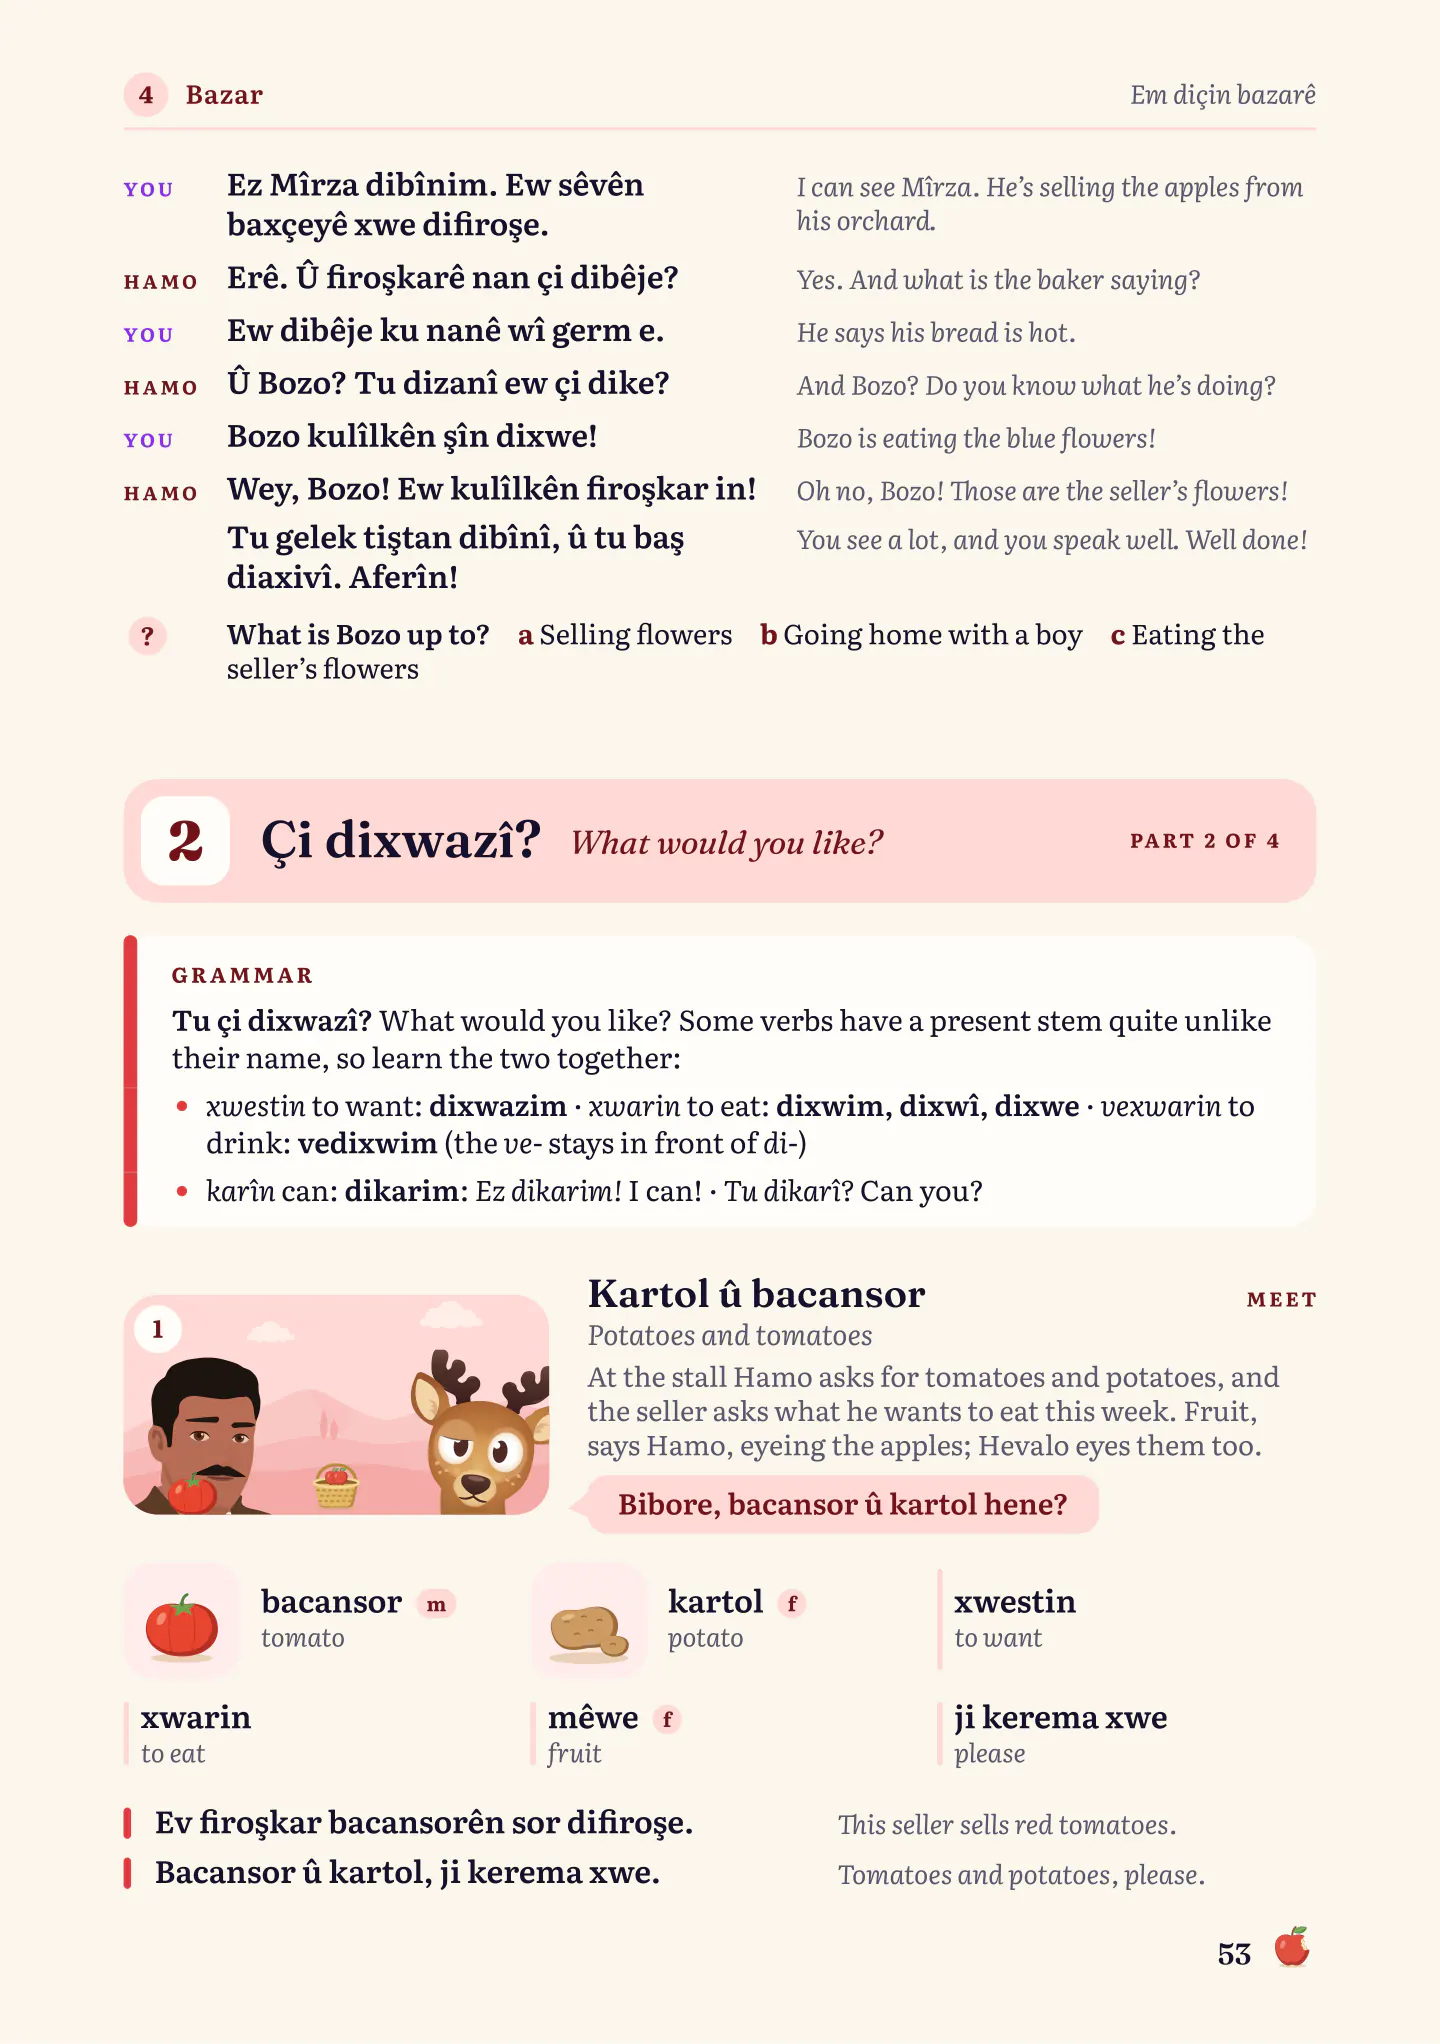 4 Bazar Em diçin bazarê
YOU Ez Mîrza dibînim. Ew sêvên I can see Mîrza. He's selling the apples from
baxçeyê xwe difiroşe. his orchard.
HAMO Erê. Û firoşkarê nan çi dibêje? Yes. And what is the baker saying?
YOU Ew dibêje ku nanê wî germ e. He says his bread is hot.
HAMO Û Bozo? Tu dizanî ew çi dike? And Bozo? Do you know what he's doing?
YOU Bozo kulîlkên şîn dixwe! Bozo is eating the blue flowers!
HAMO Wey, Bozo! Ew kulîlkên firoşkar in! Oh no, Bozo! Those are the seller's flowers!
Tu gelek tiştan dibînî, û tu baş You see a lot, and you speak well. Well done!
diaxivî. Aferîn!
? What is Bozo up to? a Selling flowers b Going home with a boy c Eating the
seller's flowers
2 Çi dixwazî? What would you like? PART 2 OF 4
GRAMMAR
Tu çi dixwazî? What would you like? Some verbs have a present stem quite unlike
their name, so learn the two together:
• xwestin to want: dixwazim · xwarin to eat: dixwim, dixwî, dixwe · vexwarin to
drink: vedixwim (the ve- stays in front of di-)
• karîn can: dikarim: Ez dikarim! I can! · Tu dikarî? Can you?
1
Kartol û bacansor MEET
Potatoes and tomatoes
At the stall Hamo asks for tomatoes and potatoes, and
the seller asks what he wants to eat this week. Fruit,
says Hamo, eyeing the apples; Hevalo eyes them too.
Bibore, bacansor û kartol hene?
bacansor m kartol f xwestin
tomato potato to want
xwarin mêwe f ji kerema xwe
to eat fruit please
Ev firoşkar bacansorên sor difiroşe. This seller sells red tomatoes.
Bacansor û kartol, ji kerema xwe. Tomatoes and potatoes, please.
53